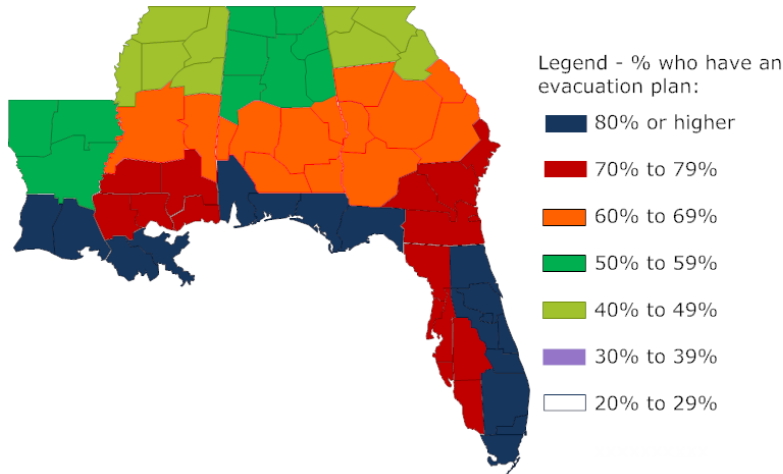 Legend - % who have an
evacuation plan:
80% or higher
70% to 79%
60% to 69%
50% to 59%
40% to 49%
30% to 39%
20% to 29%